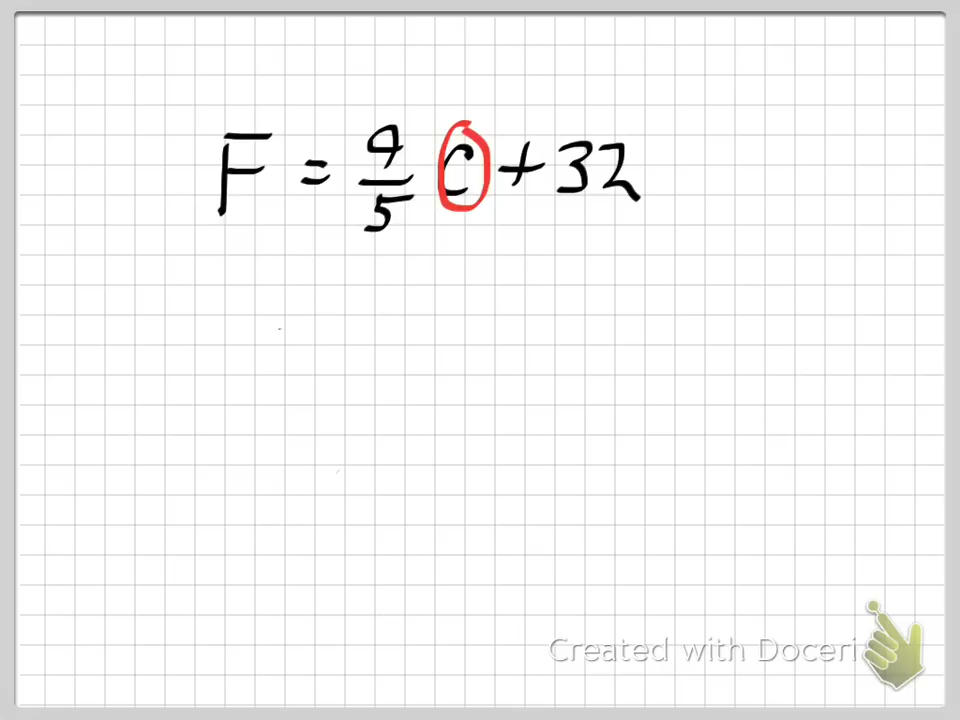 F = 9/5 C + 32
Created with Doceri